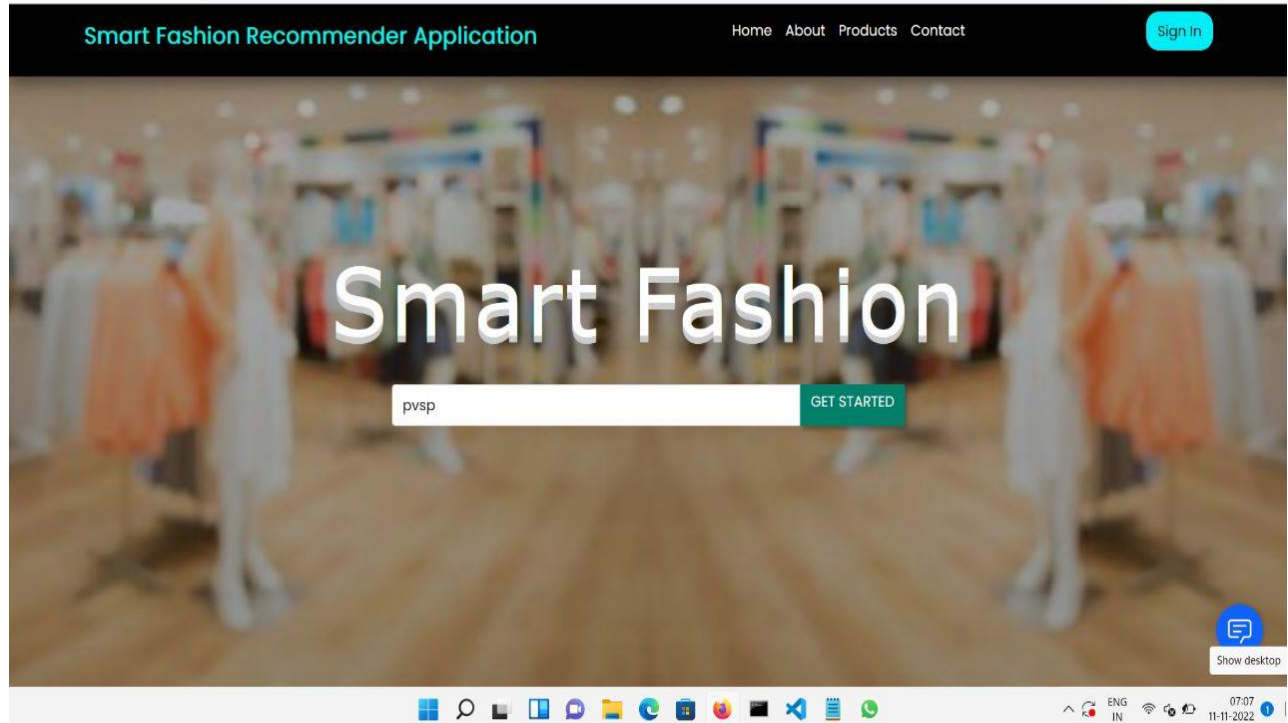 Smart Fashion Recommender Application
Home About Products Contact
Sign In
Smart Fashion
pvsp
GET STARTED
Show desktop
ENG
IN
07:07
11-11-2022
1